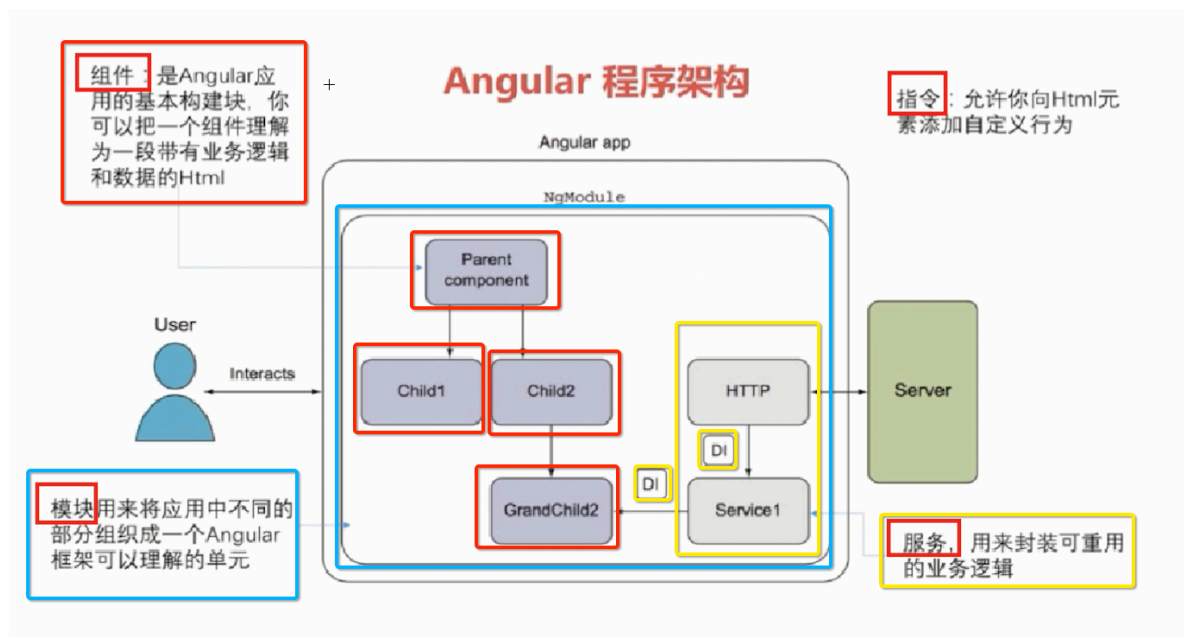 Angular 程序架构
组件：是Angular应
用的基本构建块，你
可以把一个组件理解
为一段带有业务逻辑
和数据的Html
指令：允许你向Html元
素添加自定义行为
Angular app
NgModule
Parent
component
User
Interacts
Child1
Child2
HTTP
Server
DI
DI
GrandChild2
Service1
模块用来将应用中不同的
部分组织成一个Angular
框架可以理解的单元
服务，用来封装可重用
的业务逻辑